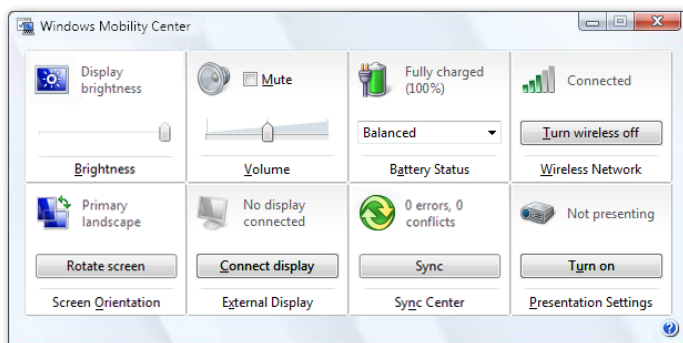 Windows Mobility Center
Display
brightness
Brightness
Mute
Volume
Fully charged
(100%)
Balanced
Battery Status
Connected
Turn wireless off
Wireless Network
Primary
landscape
Rotate screen
Screen Orientation
No display
connected
Connect display
External Display
0 errors, 0
conflicts
Sync
Sync Center
Not presenting
Turn on
Presentation Settings
?